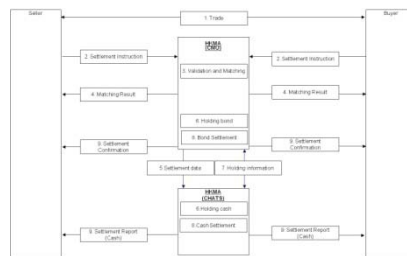 Seller
Buyer
1. Trade
HKMA
(CMU)
2. Settlement Instruction
2. Settlement Instruction
3. Validation and Matching
4. Matching Result
4. Matching Result
6. Holding bond
8. Bond Settlement
9. Settlement
Confirmation
9. Settlement
Confirmation
5 Settlement data
7. Holding information
HKMA
(CHATS)
6 Holding cash
8 Cash Settlement
9. Settlement Report
(Cash)
9. Settlement Report
(Cash)